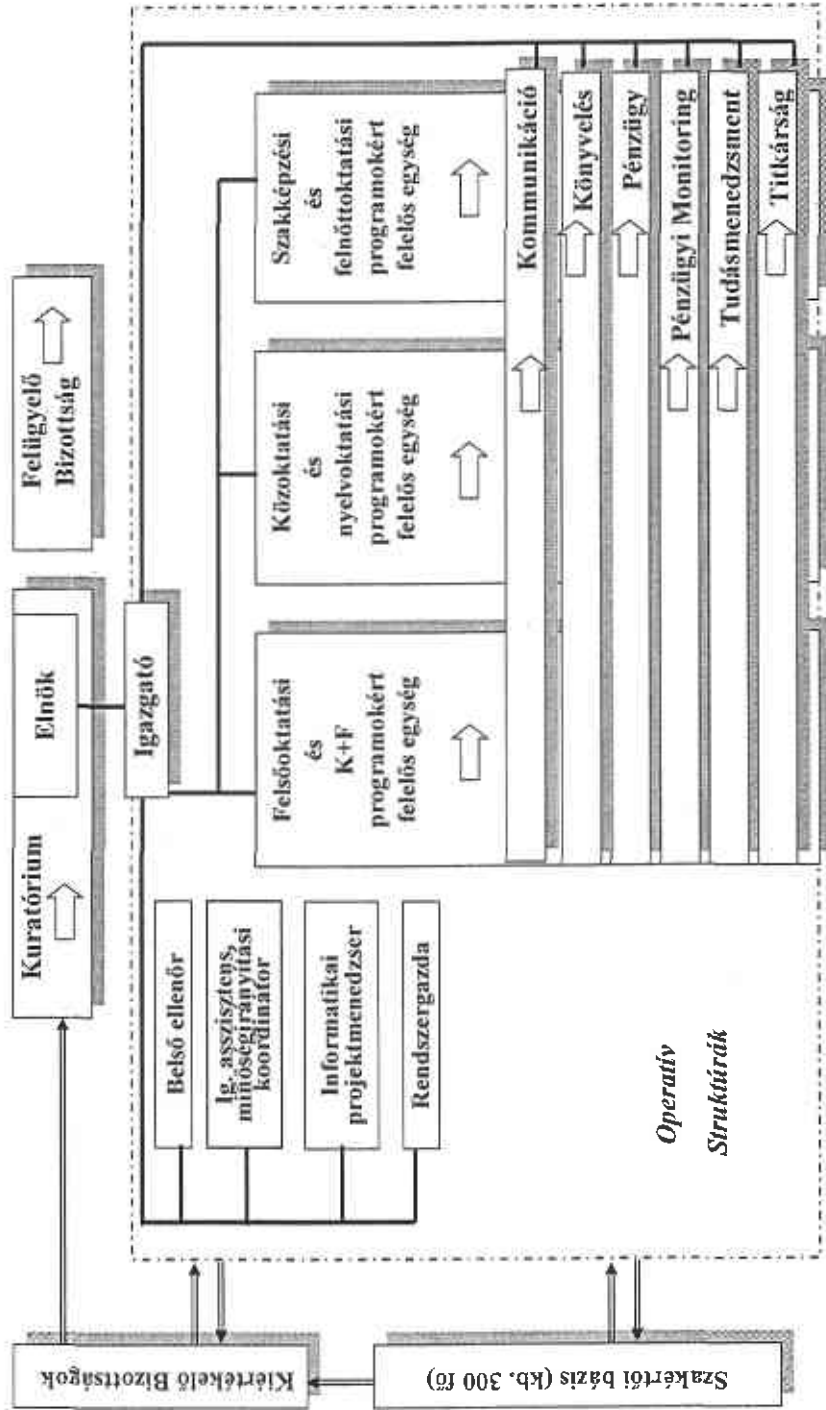 Kuratórium
Elnök
Felügyelő
Bizottság
Igazgató
Belső ellenőr
Ig. asszisztens,
minőségirányítási
koordinátor
Informatikai
projektmenedzser
Rendszergazda
Felsőoktatási
és
K+F
programokért
felelős egység
Közoktatási
és
nyelvoktatási
programokért
felelős egység
Szakképzési
és
felnőttoktatási
programokért
felelős egység
Kommunikáció
Könyvelés
Pénzügy
Pénzügyi Monitoring
Tudásmenedzsment
Titkárság
Operatív
Struktúrák
Kiértékelő Bizottságok
Szakértői bázis (kb. 300 fő)